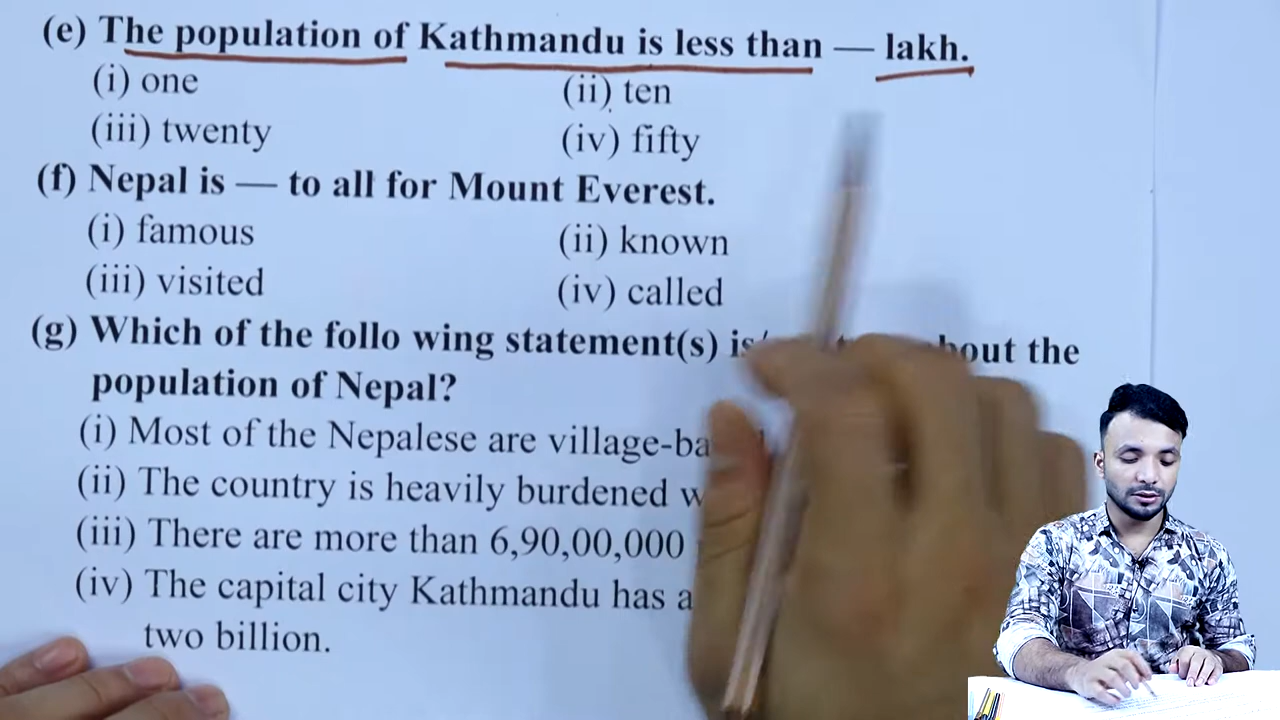 (e) The population of Kathmandu is less than — lakh.
(i) one (ii) ten
(iii) twenty (iv) fifty
(f) Nepal is — to all for Mount Everest.
(i) famous (ii) known
(iii) visited (iv) called
(g) Which of the follo wing statement(s) the
population of Nepal?
(i) Most of the Nepalese are
(ii) The country is heavily burdened
(iii) There are more than 6,90,00,000
(iv) The capital city Kathmandu has a
two billion.